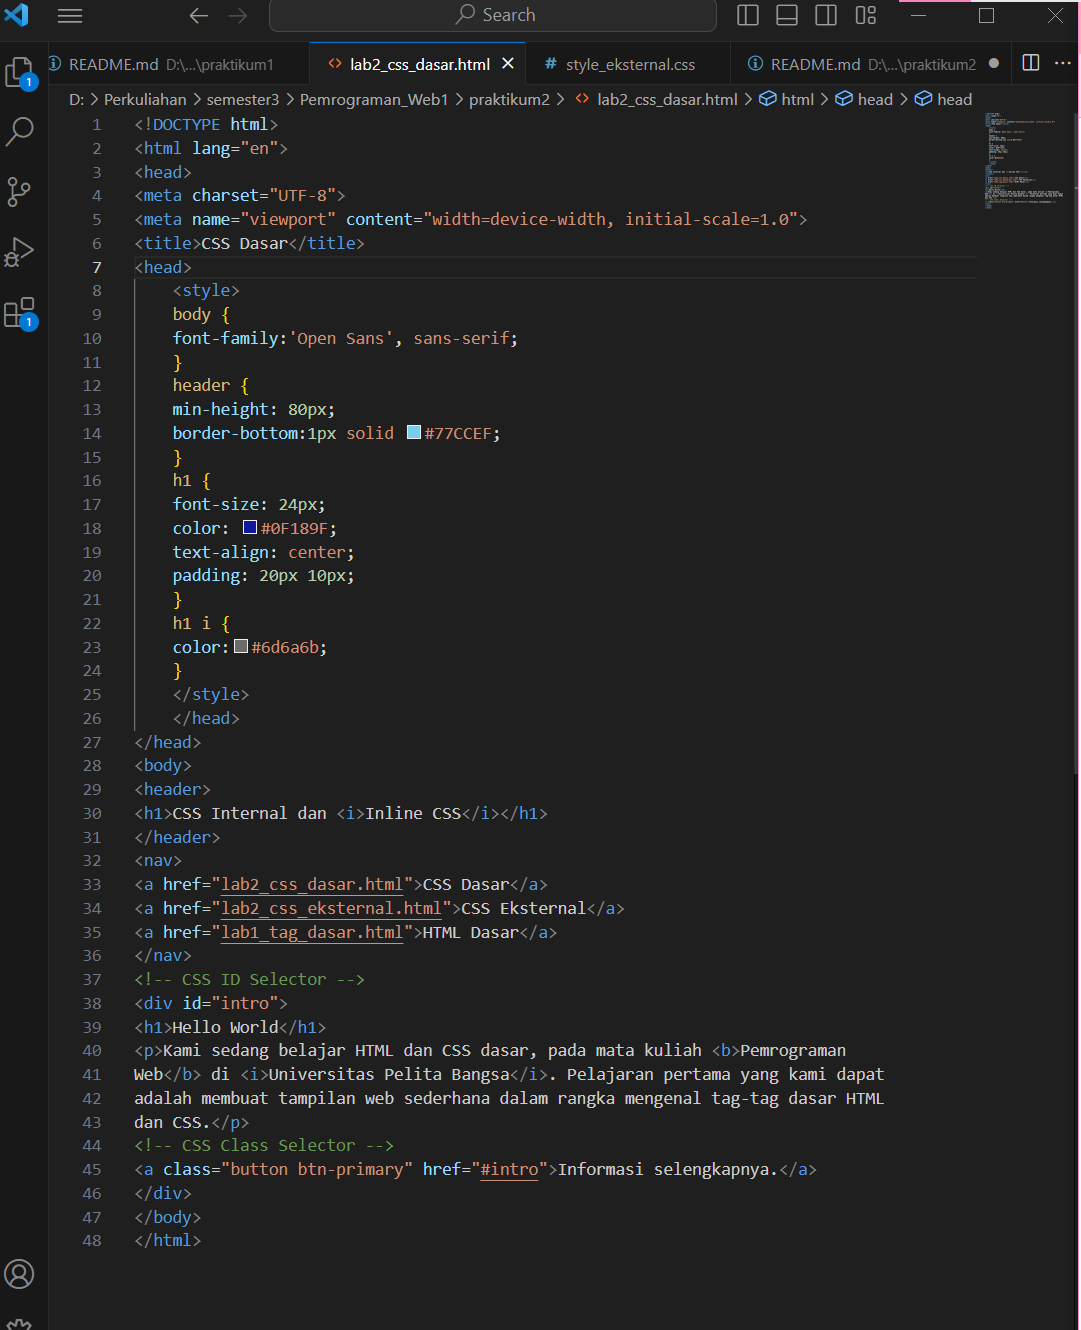 Search
README.md D:\...\praktikum1
lab2_css_dasar.html
# style_eksternal.css
README.md D:\...\praktikum2
D: > Perkuliahan > semester3 > Pemrograman_Web1 > praktikum2 > lab2_css_dasar.html > html > head > head
1 <!DOCTYPE html>
2 <html lang="en">
3 <head>
4 <meta charset="UTF-8">
5 <meta name="viewport" content="width=device-width, initial-scale=1.0">
6 <title>CSS Dasar</title>
7 <head>
8 <style>
9 body {
10 font-family:'Open Sans', sans-serif;
11 }
12 header {
13 min-height: 80px;
14 border-bottom:1px solid #77CCEF;
15 }
16 h1 {
17 font-size: 24px;
18 color: #0F189F;
19 text-align: center;
20 padding: 20px 10px;
21 }
22 h1 i {
23 color:#6d6a6b;
24 }
25 </style>
26 </head>
27 </head>
28 <body>
29 <header>
30 <h1>CSS Internal dan <i>Inline CSS</i></h1>
31 </header>
32 <nav>
33 <a href="lab2_css_dasar.html">CSS Dasar</a>
34 <a href="lab2_css_eksternal.html">CSS Eksternal</a>
35 <a href="lab1_tag_dasar.html">HTML Dasar</a>
36 </nav>
37 <!-- CSS ID Selector -->
38 <div id="intro">
39 <h1>Hello World</h1>
40 <p>Kami sedang belajar HTML dan CSS dasar, pada mata kuliah <b>Pemrograman
41 Web</b> di <i>Universitas Pelita Bangsa</i>. Pelajaran pertama yang kami dapat
42 adalah membuat tampilan web sederhana dalam rangka mengenal tag-tag dasar HTML
43 dan CSS.</p>
44 <!-- CSS Class Selector -->
45 <a class="button btn-primary" href="#intro">Informasi selengkapnya.</a>
46 </div>
47 </body>
48 </html>
1
1